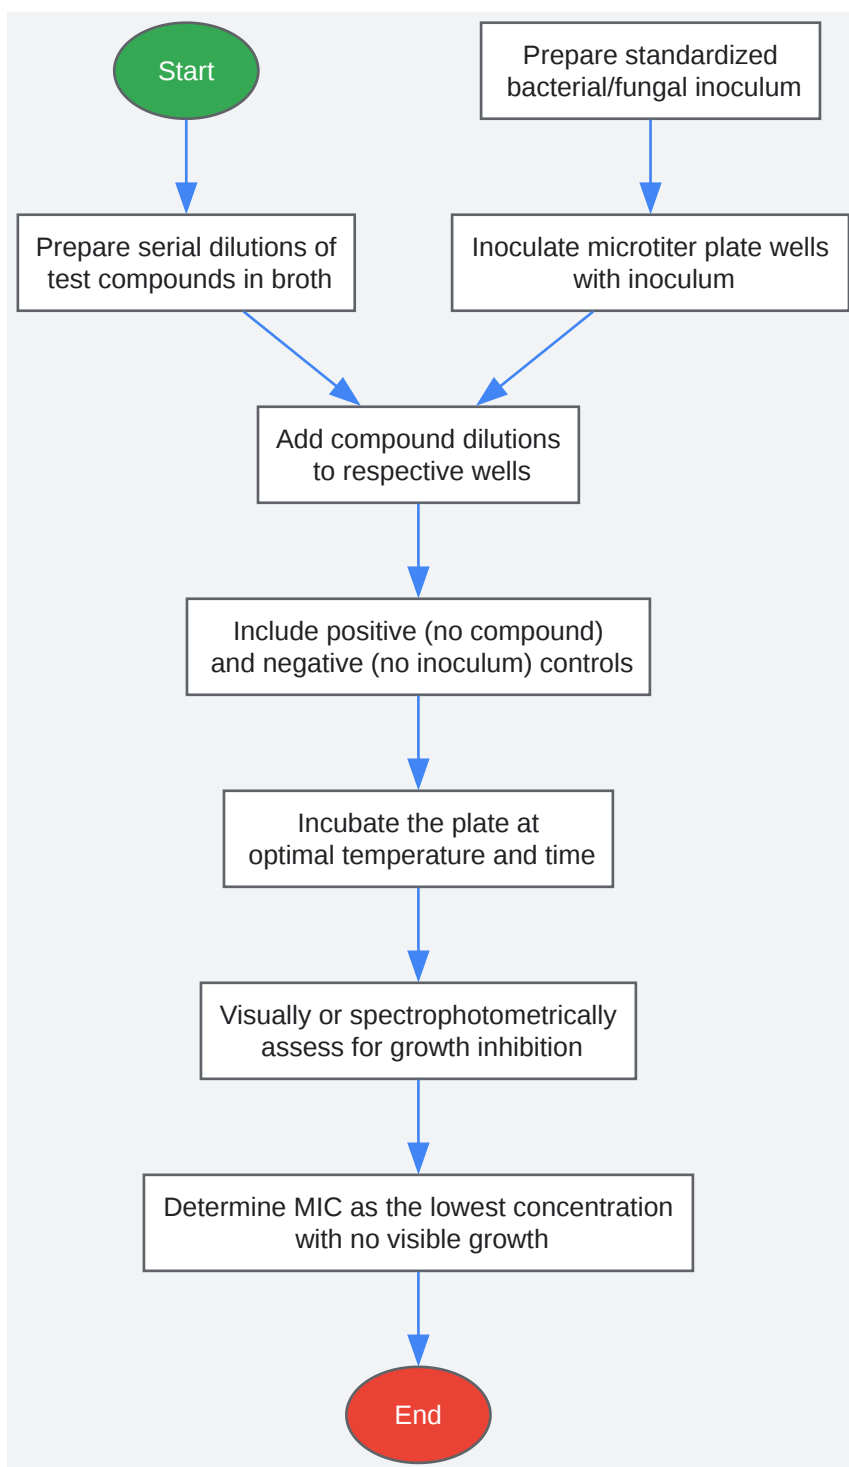 Start
Prepare standardized
bacterial/fungal inoculum
Prepare serial dilutions of
test compounds in broth
Inoculate microtiter plate wells
with inoculum
Add compound dilutions
to respective wells
Include positive (no compound)
and negative (no inoculum) controls
Incubate the plate at
optimal temperature and time
Visually or spectrophotometrically
assess for growth inhibition
Determine MIC as the lowest concentration
with no visible growth
End